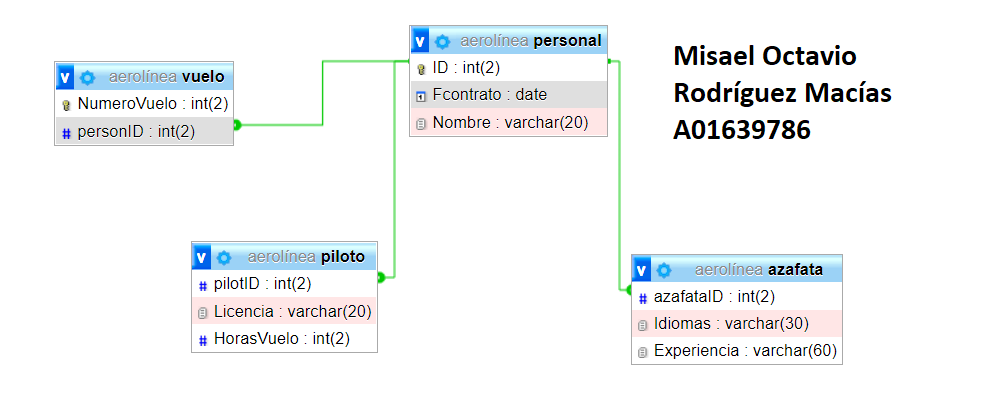 aerolínea vuelo
NumeroVuelo : int(2)
personID : int(2)
aerolínea personal
ID : int(2)
Fcontrato : date
Nombre : varchar(20)
Misael Octavio
Rodríguez Macías
A01639786
aerolínea piloto
pilotID : int(2)
Licencia : varchar(20)
HorasVuelo : int(2)
aerolínea azafata
azafataID : int(2)
Idiomas : varchar(30)
Experiencia : varchar(60)